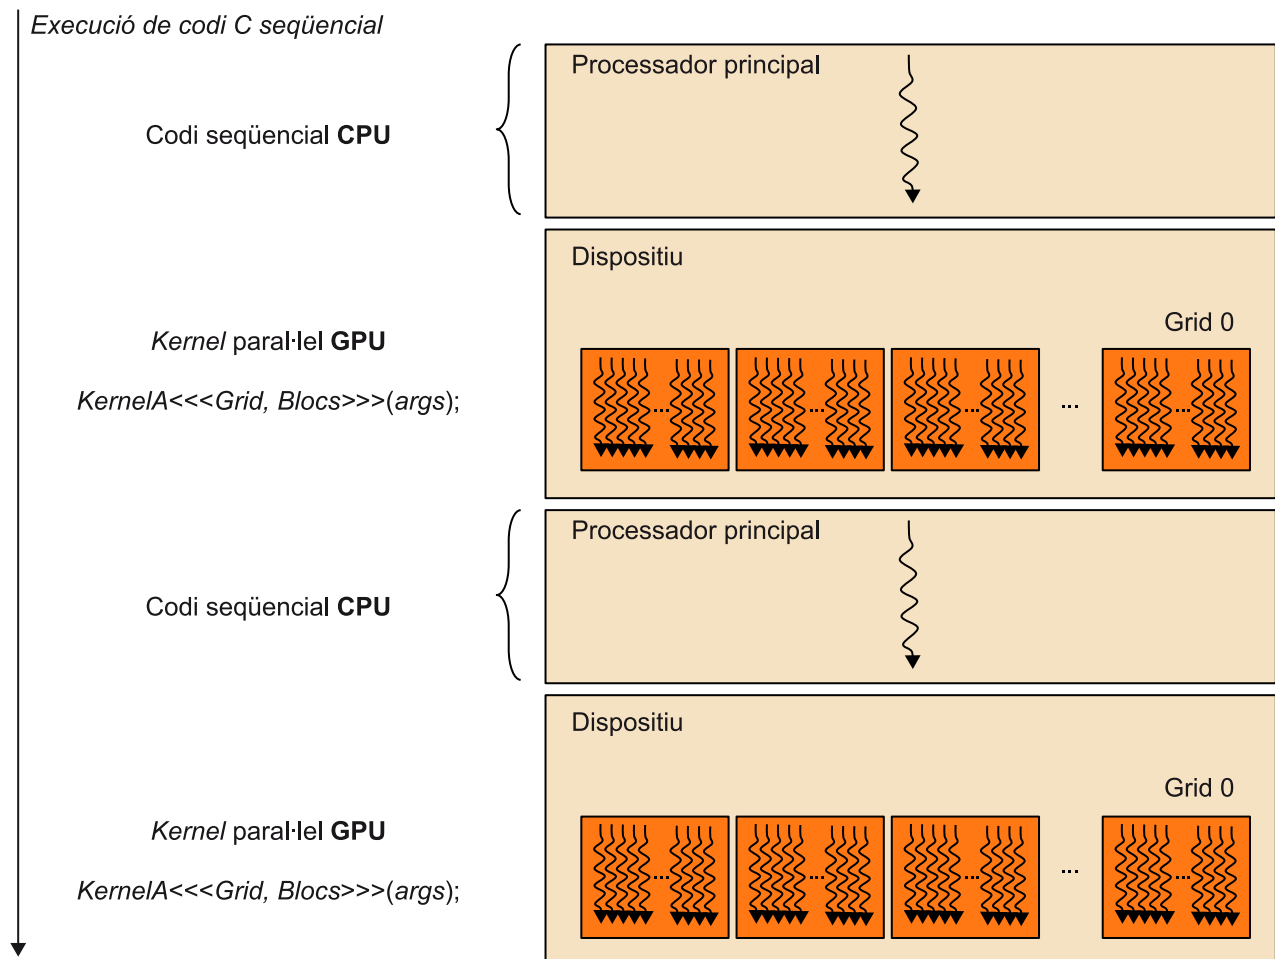 Execució de codi C seqüencial
Processador principal
Codi seqüencial CPU
Dispositiu
Grid 0
Kernel paral·lel GPU
KernelA<<<Grid, Blocs>>>(args);
... ... ... ... ...
Processador principal
Codi seqüencial CPU
Dispositiu
Grid 0
Kernel paral·lel GPU
KernelA<<<Grid, Blocs>>>(args);
... ... ... ... ...